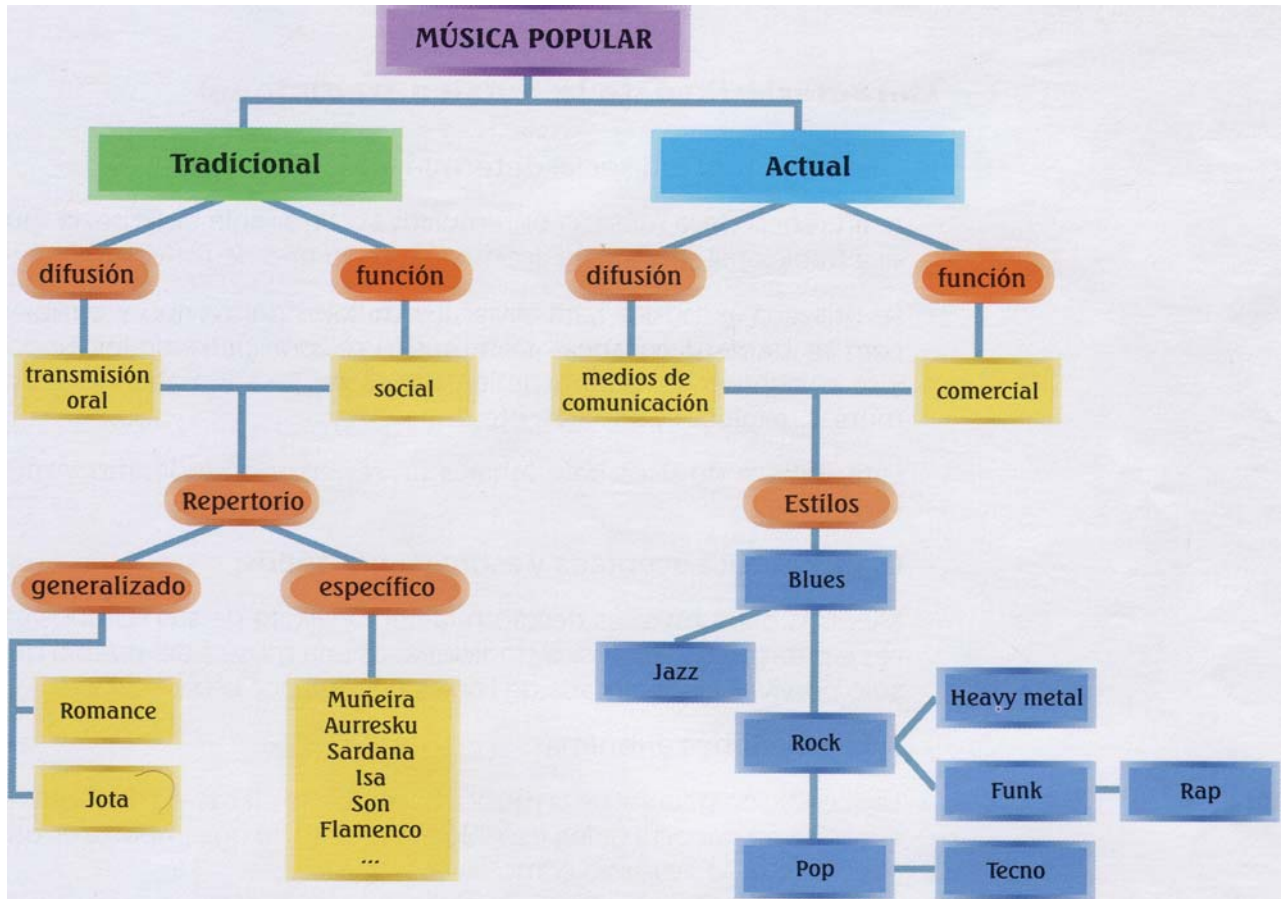 MÚSICA POPULAR
Tradicional
Actual
difusión
función
difusión
función
transmisión
oral
social
medios de
comunicación
comercial
Repertorio
Estilos
generalizado
específico
Blues
Jazz
Romance
Jota
Muñeira
Aurresku
Sardana
Isa
Son
Flamenco
...
Rock
Heavy metal
Funk
Rap
Pop
Tecno